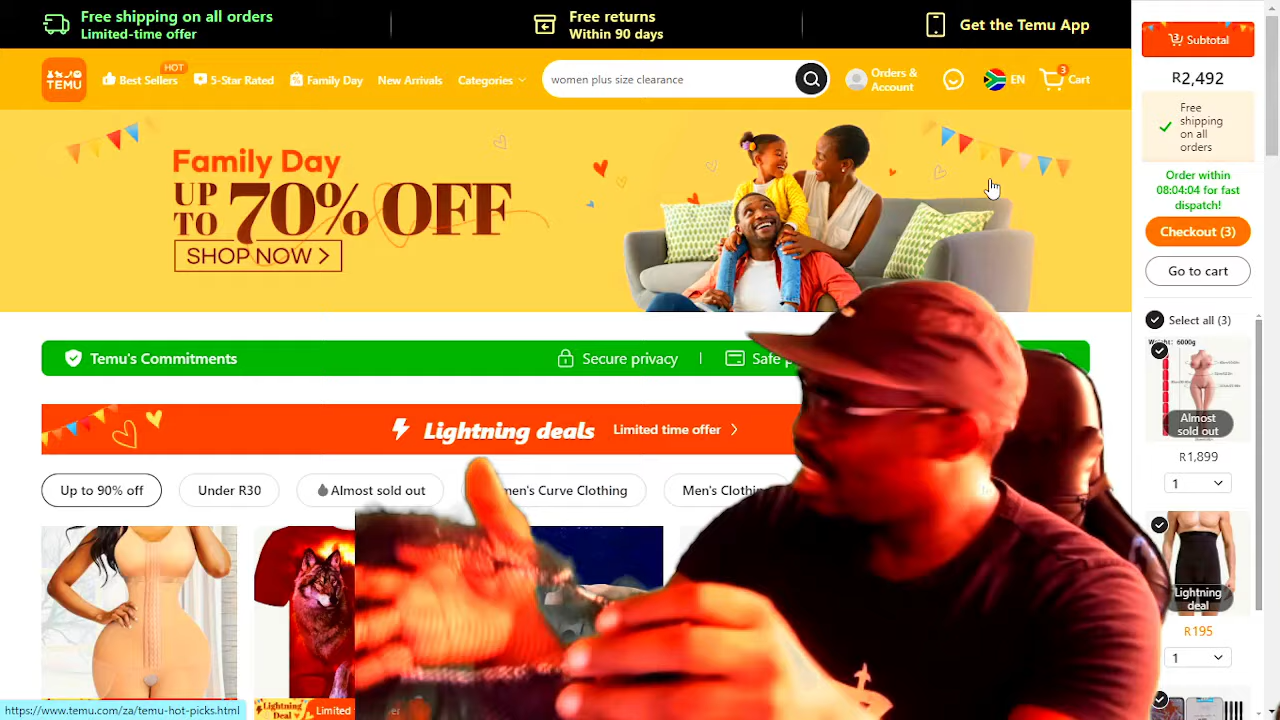 Free shipping on all orders
Limited-time offer
Free returns
Within 90 days
Get the Temu App
TEMU
HOT
Best Sellers
5-Star Rated
Family Day
New Arrivals
Categories
women plus size clearance
Orders &
Account
EN
3
Cart
Family Day
UP
TO 70% OFF
SHOP NOW >
Temu's Commitments
Secure privacy
Safe
Lightning deals
Limited time offer
Up to 90% off
Under R30
Almost sold out
men's Curve Clothing
Men's Clothin
Lightning
Deal
Limited
https://www.temu.com/za/temu-hot-picks.html
Subtotal
R2,492
Free
shipping
on all
orders
Order within
08:04:04 for fast
dispatch!
Checkout (3)
Go to cart
Select all (3)
Weight: 6000g
Almost
sold out
R1,899
1
Lightning
deal
R195
1